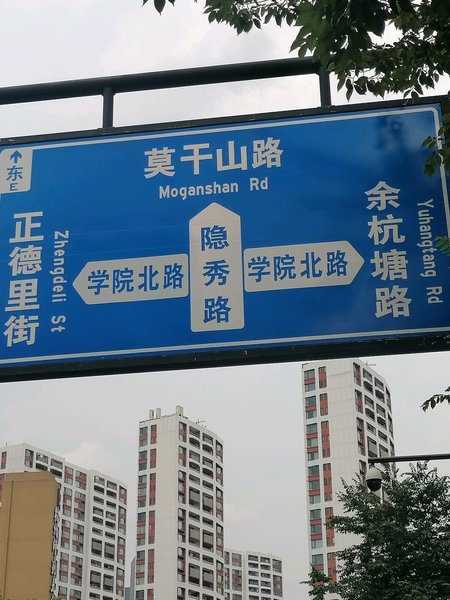 东
E
莫干山路
Moganshan Rd
正德里街
Zhengdeli St
学院北路
隐秀路
学院北路
余杭塘路
Yuhangtang Rd